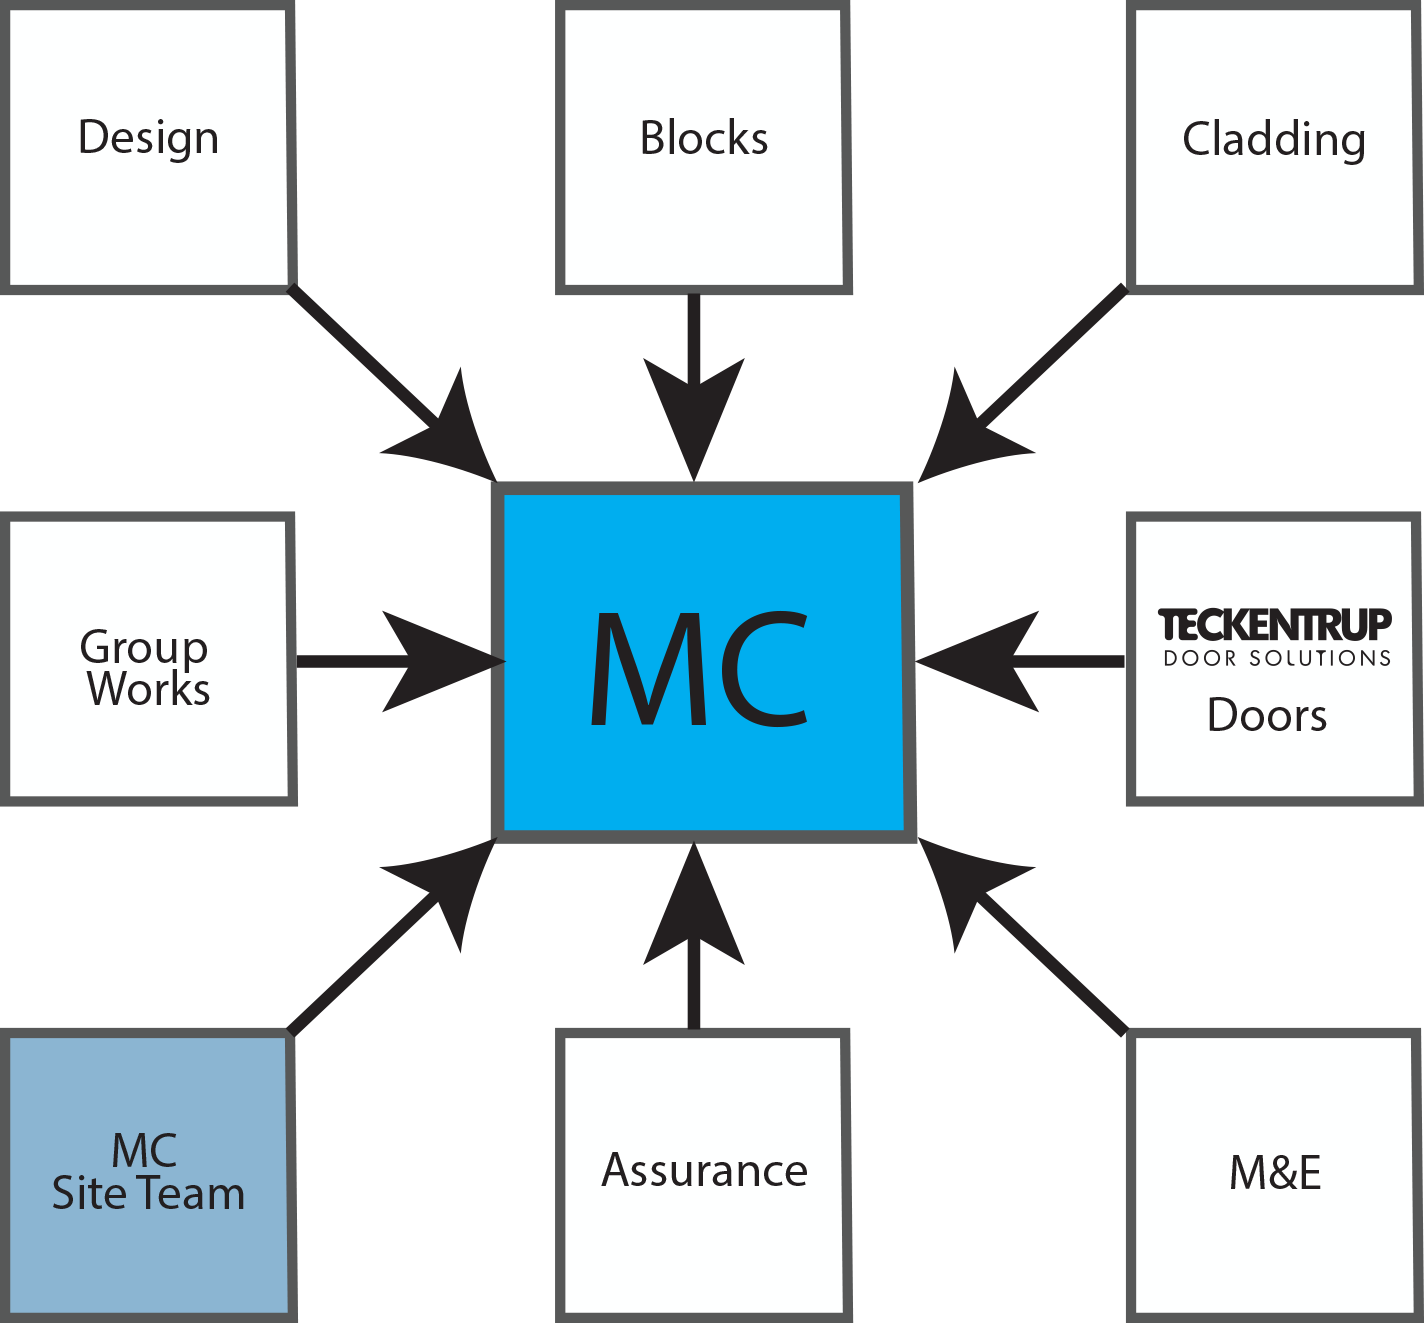 Design
Blocks
Cladding
Group
Works
MC
TECKENTRUP
DOOR SOLUTIONS
Doors
MC
Site Team
Assurance
M&E